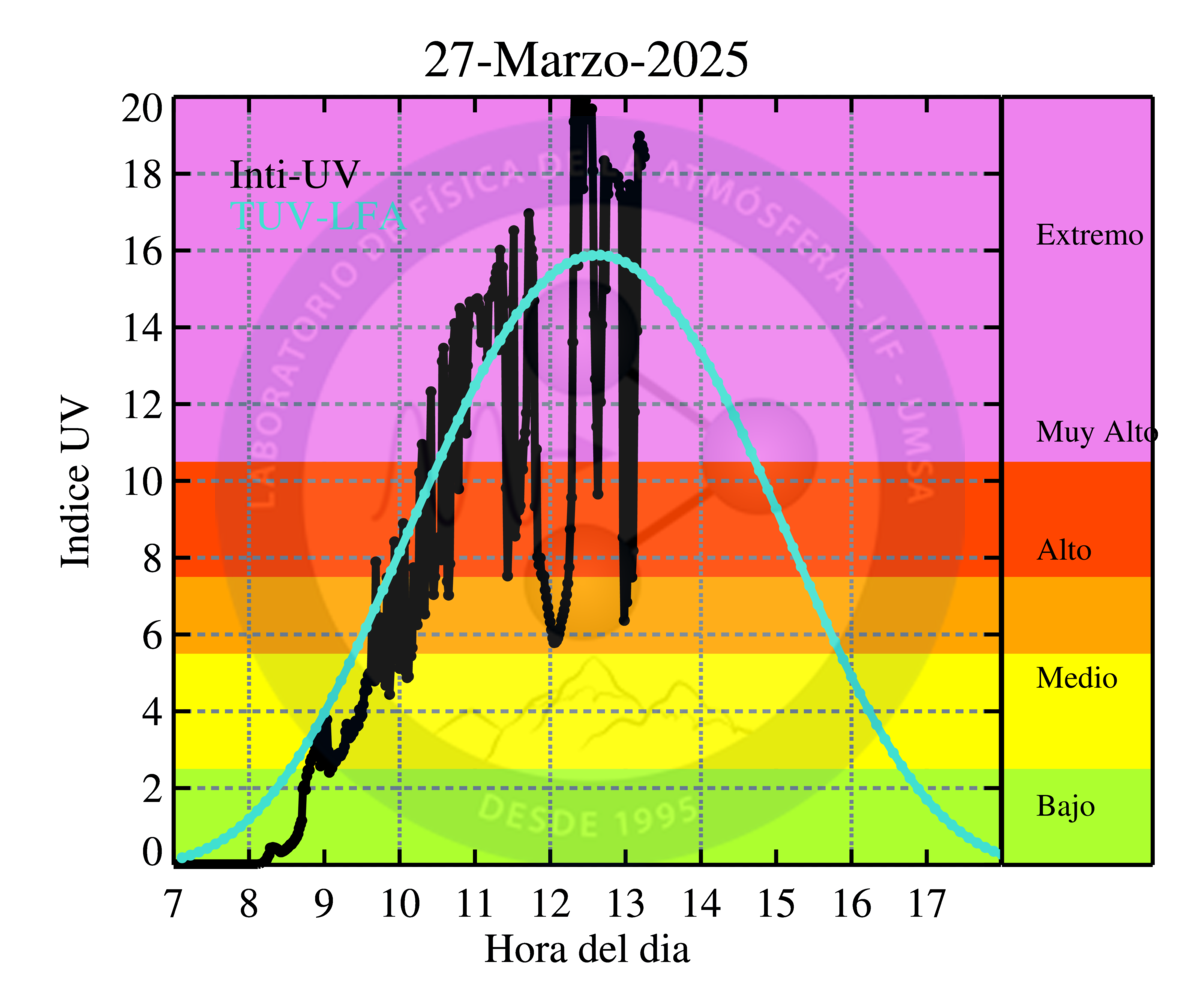 27-Marzo-2025
Inti-UV
TUV-LFA
Indice UV
20
18
16
14
12
10
8
6
4
2
0
7 8 9 10 11 12 13 14 15 16 17
Hora del dia
Extremo
Muy Alto
Alto
Medio
Bajo
LABORATORIO DE FÍSICA DE LA ATMÓSFERA - IIF - UMSA
DESDE 1995